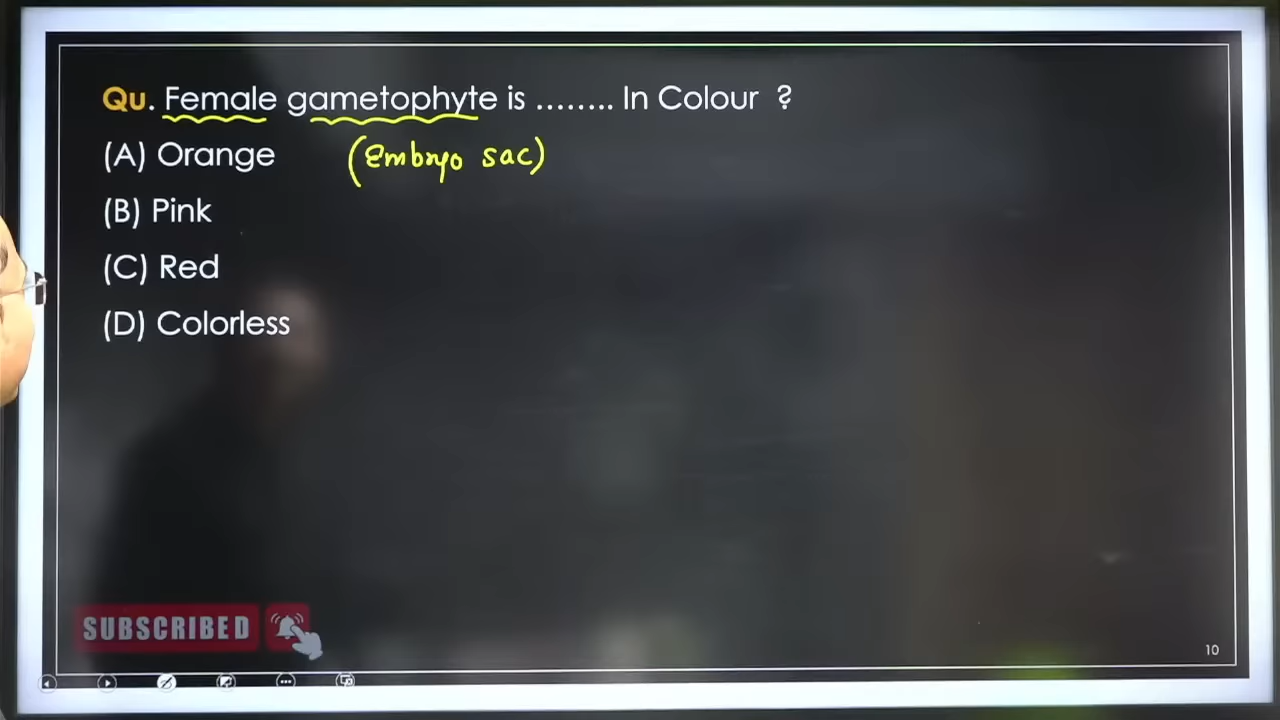 Qu. Female gametophyte is ........ In Colour ?
(A) Orange (Embryo sac)
(B) Pink
(C) Red
(D) Colorless
SUBSCRIBED
10